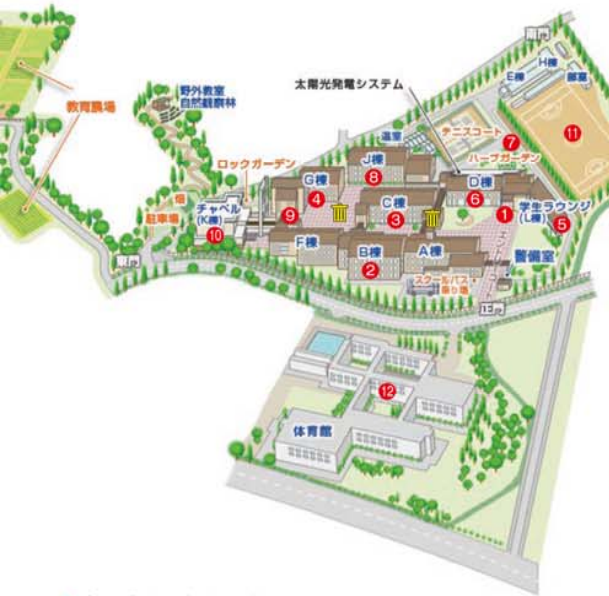 南門
H棟
E棟
部室
太陽光発電システム
野外教室
自然観察林
教育農場
テニスコート
温室
⑦
⑪
ハーブガーデン
ロックガーデン
J棟
⑧
G棟
④
D棟
⑥
畑
駐車場
チャペル
(K棟)
⑩
⑨
C棟
③
①
学生ラウンジ
(L棟)
⑤
F棟
B棟
②
A棟
警備室
スクールバス
乗り場
正門
⑫
体育館